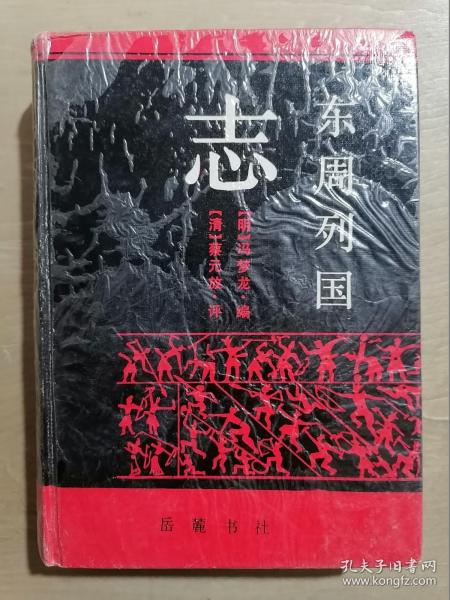 东周列国
志
[明]冯梦龙·编
[清]蔡元放·评
岳麓书社
孔夫子旧书网
www.kongfz.com